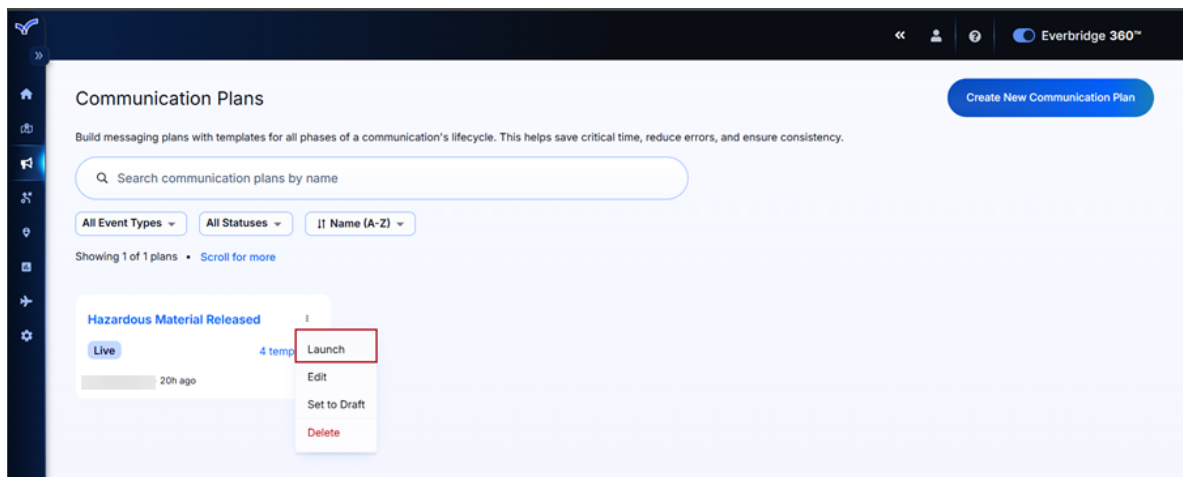 Everbridge 360™
Communication Plans
Create New Communication Plan
Build messaging plans with templates for all phases of a communication's lifecycle. This helps save critical time, reduce errors, and ensure consistency.
Search communication plans by name
All Event Types
All Statuses
Name (A-Z)
Showing 1 of 1 plans • Scroll for more
Hazardous Material Released
Live
4 temp
20h ago
Launch
Edit
Set to Draft
Delete